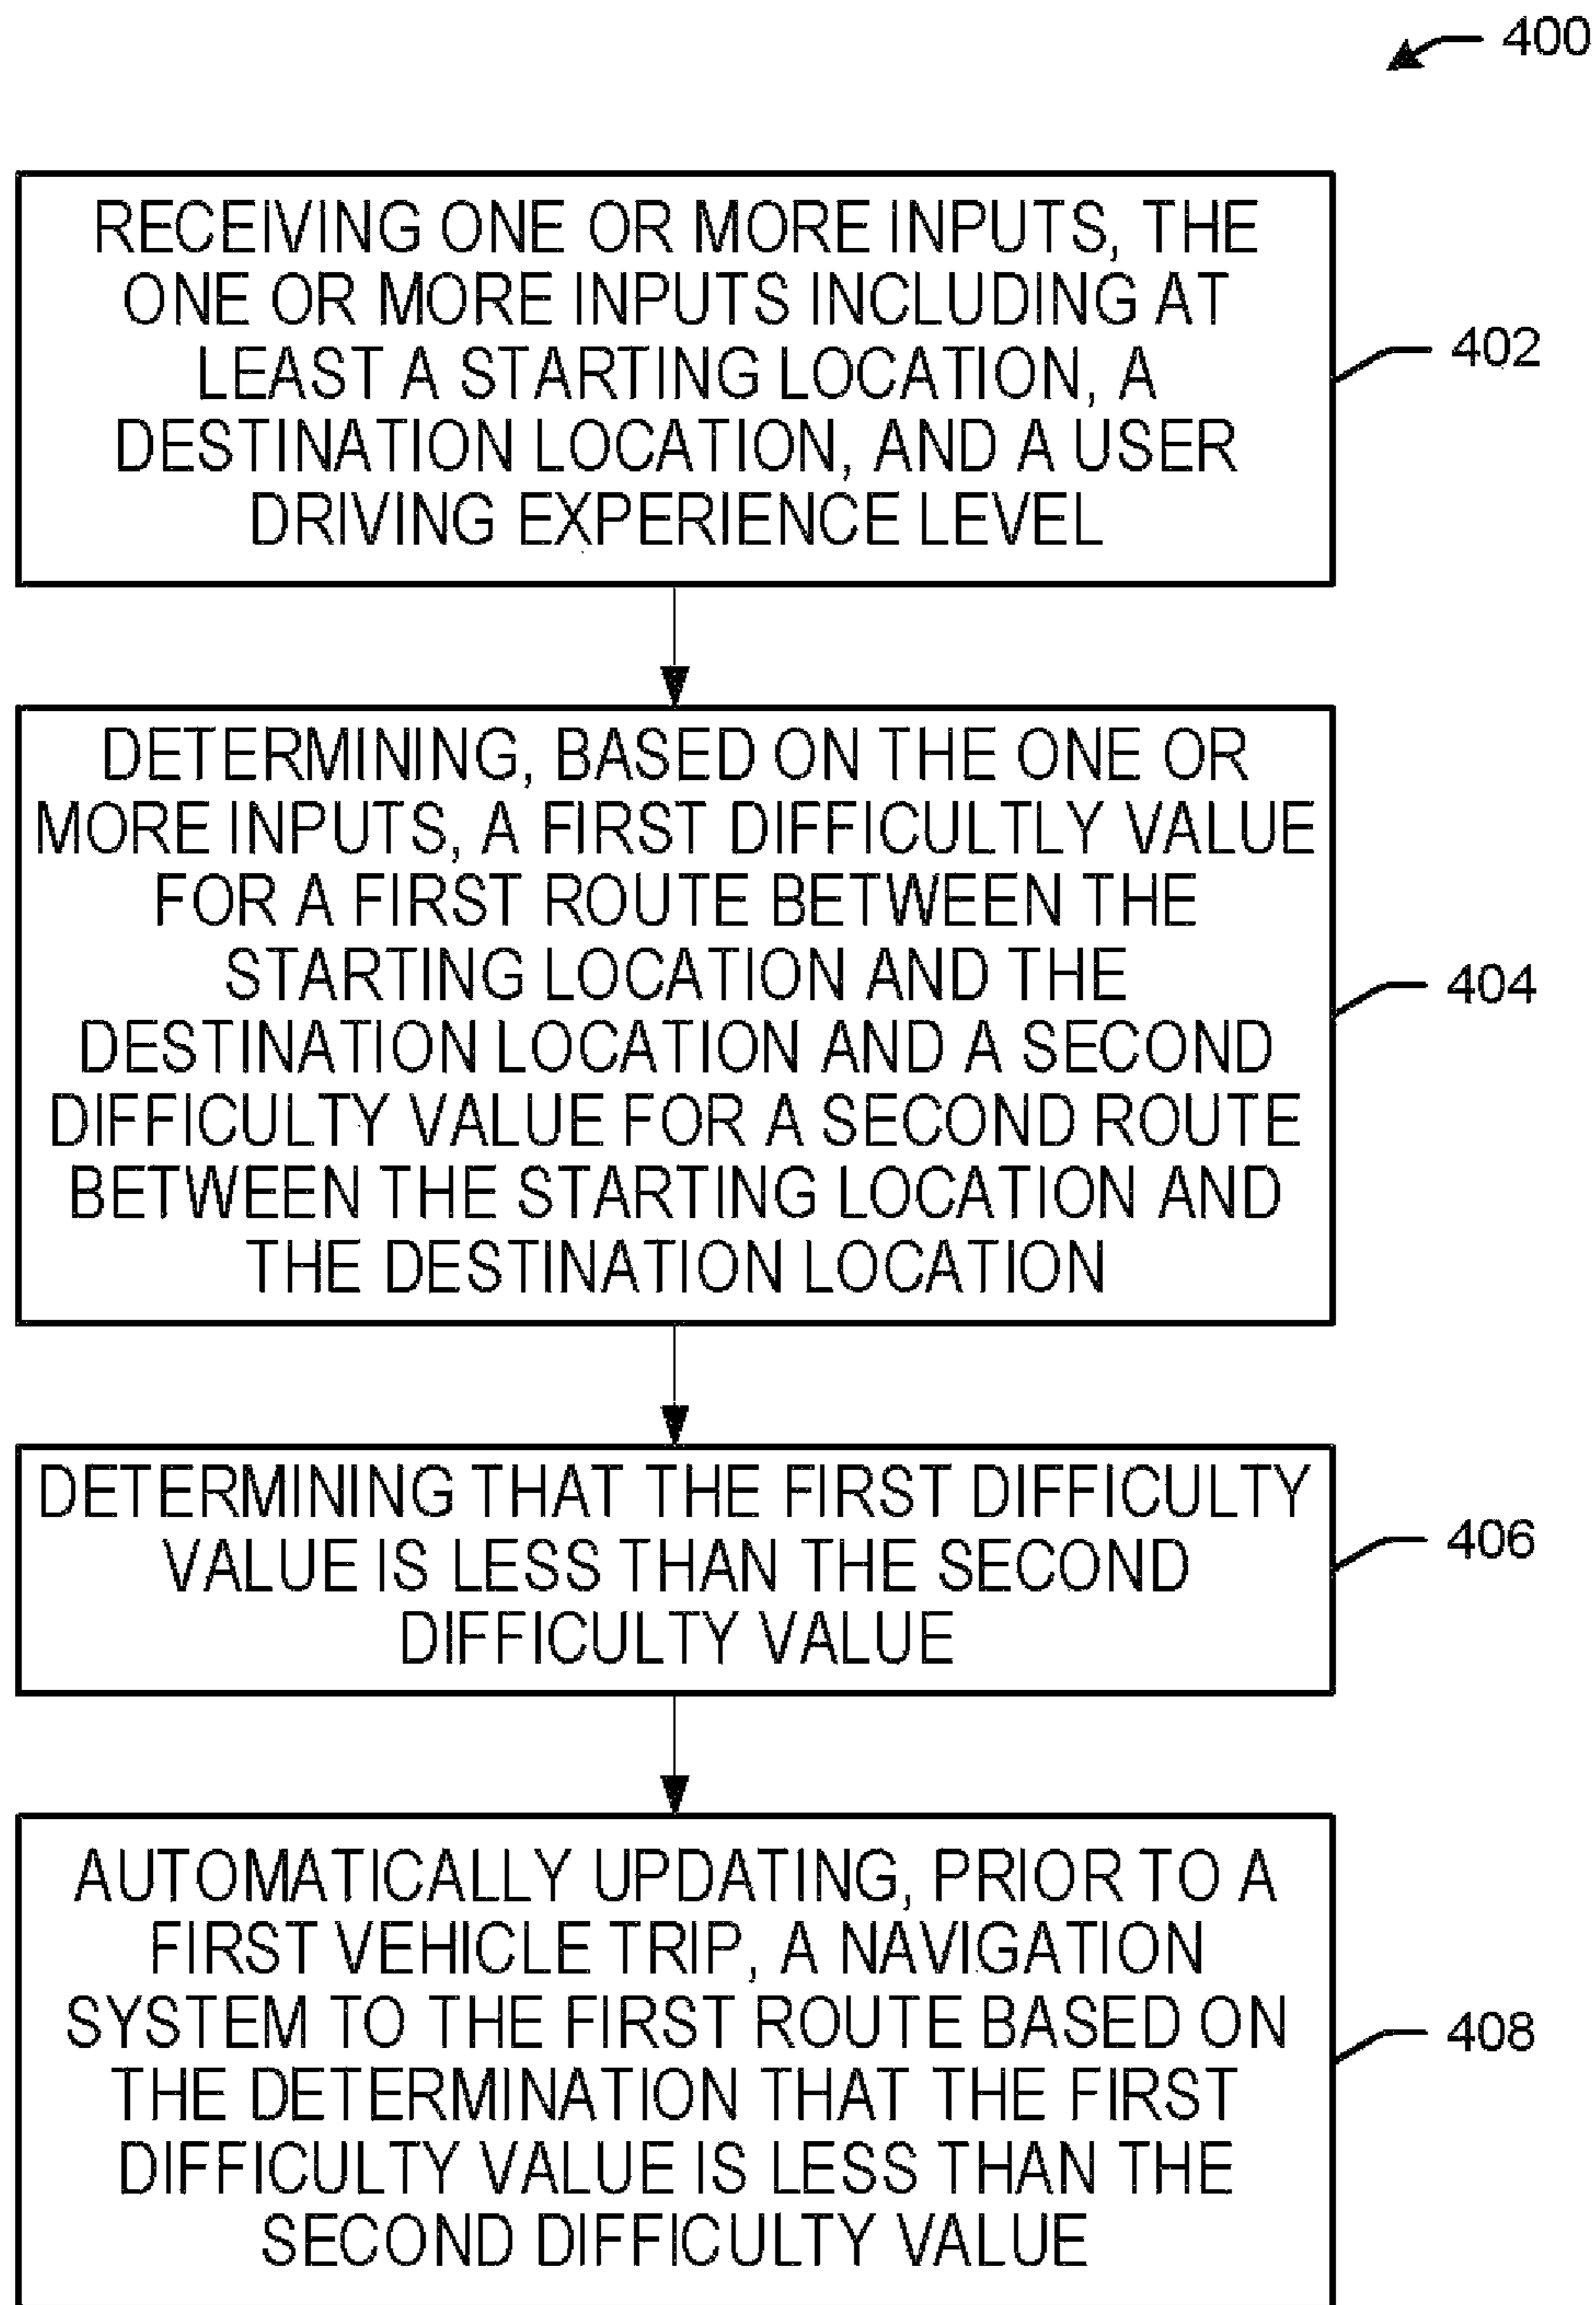 400
RECEIVING ONE OR MORE INPUTS, THE
ONE OR MORE INPUTS INCLUDING AT
LEAST A STARTING LOCATION, A
DESTINATION LOCATION, AND A USER
DRIVING EXPERIENCE LEVEL
402
DETERMINING, BASED ON THE ONE OR
MORE INPUTS, A FIRST DIFFICULTLY VALUE
FOR A FIRST ROUTE BETWEEN THE
STARTING LOCATION AND THE
DESTINATION LOCATION AND A SECOND
DIFFICULTY VALUE FOR A SECOND ROUTE
BETWEEN THE STARTING LOCATION AND
THE DESTINATION LOCATION
404
DETERMINING THAT THE FIRST DIFFICULTY
VALUE IS LESS THAN THE SECOND
DIFFICULTY VALUE
406
AUTOMATICALLY UPDATING, PRIOR TO A
FIRST VEHICLE TRIP, A NAVIGATION
SYSTEM TO THE FIRST ROUTE BASED ON
THE DETERMINATION THAT THE FIRST
DIFFICULTY VALUE IS LESS THAN THE
SECOND DIFFICULTY VALUE
408